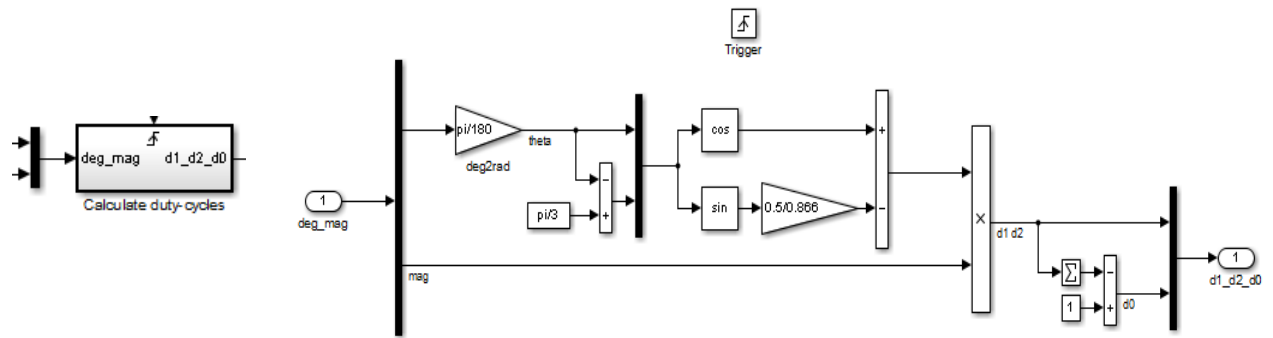 Trigger
deg_mag
d1_d2_d0
Calculate duty-cycles
1
deg_mag
pi/180
deg2rad
theta
-
+
pi/3
cos
sin
0.5/0.866
+
-
mag
×
d1 d2
Σ
1
-
+
d0
1
d1_d2_d0